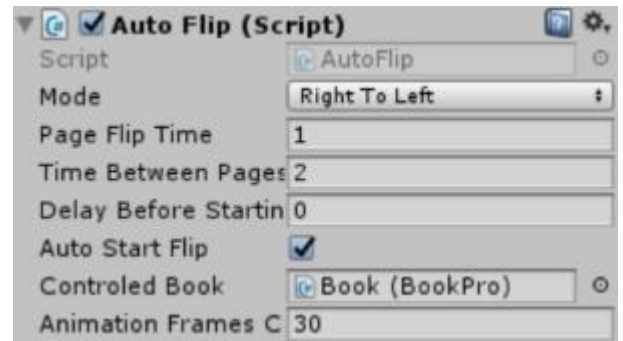 Auto Flip (Script)
Script AutoFlip
Mode Right To Left
Page Flip Time 1
Time Between Pages 2
Delay Before Startin 0
Auto Start Flip
Controled Book Book (BookPro)
Animation Frames C 30